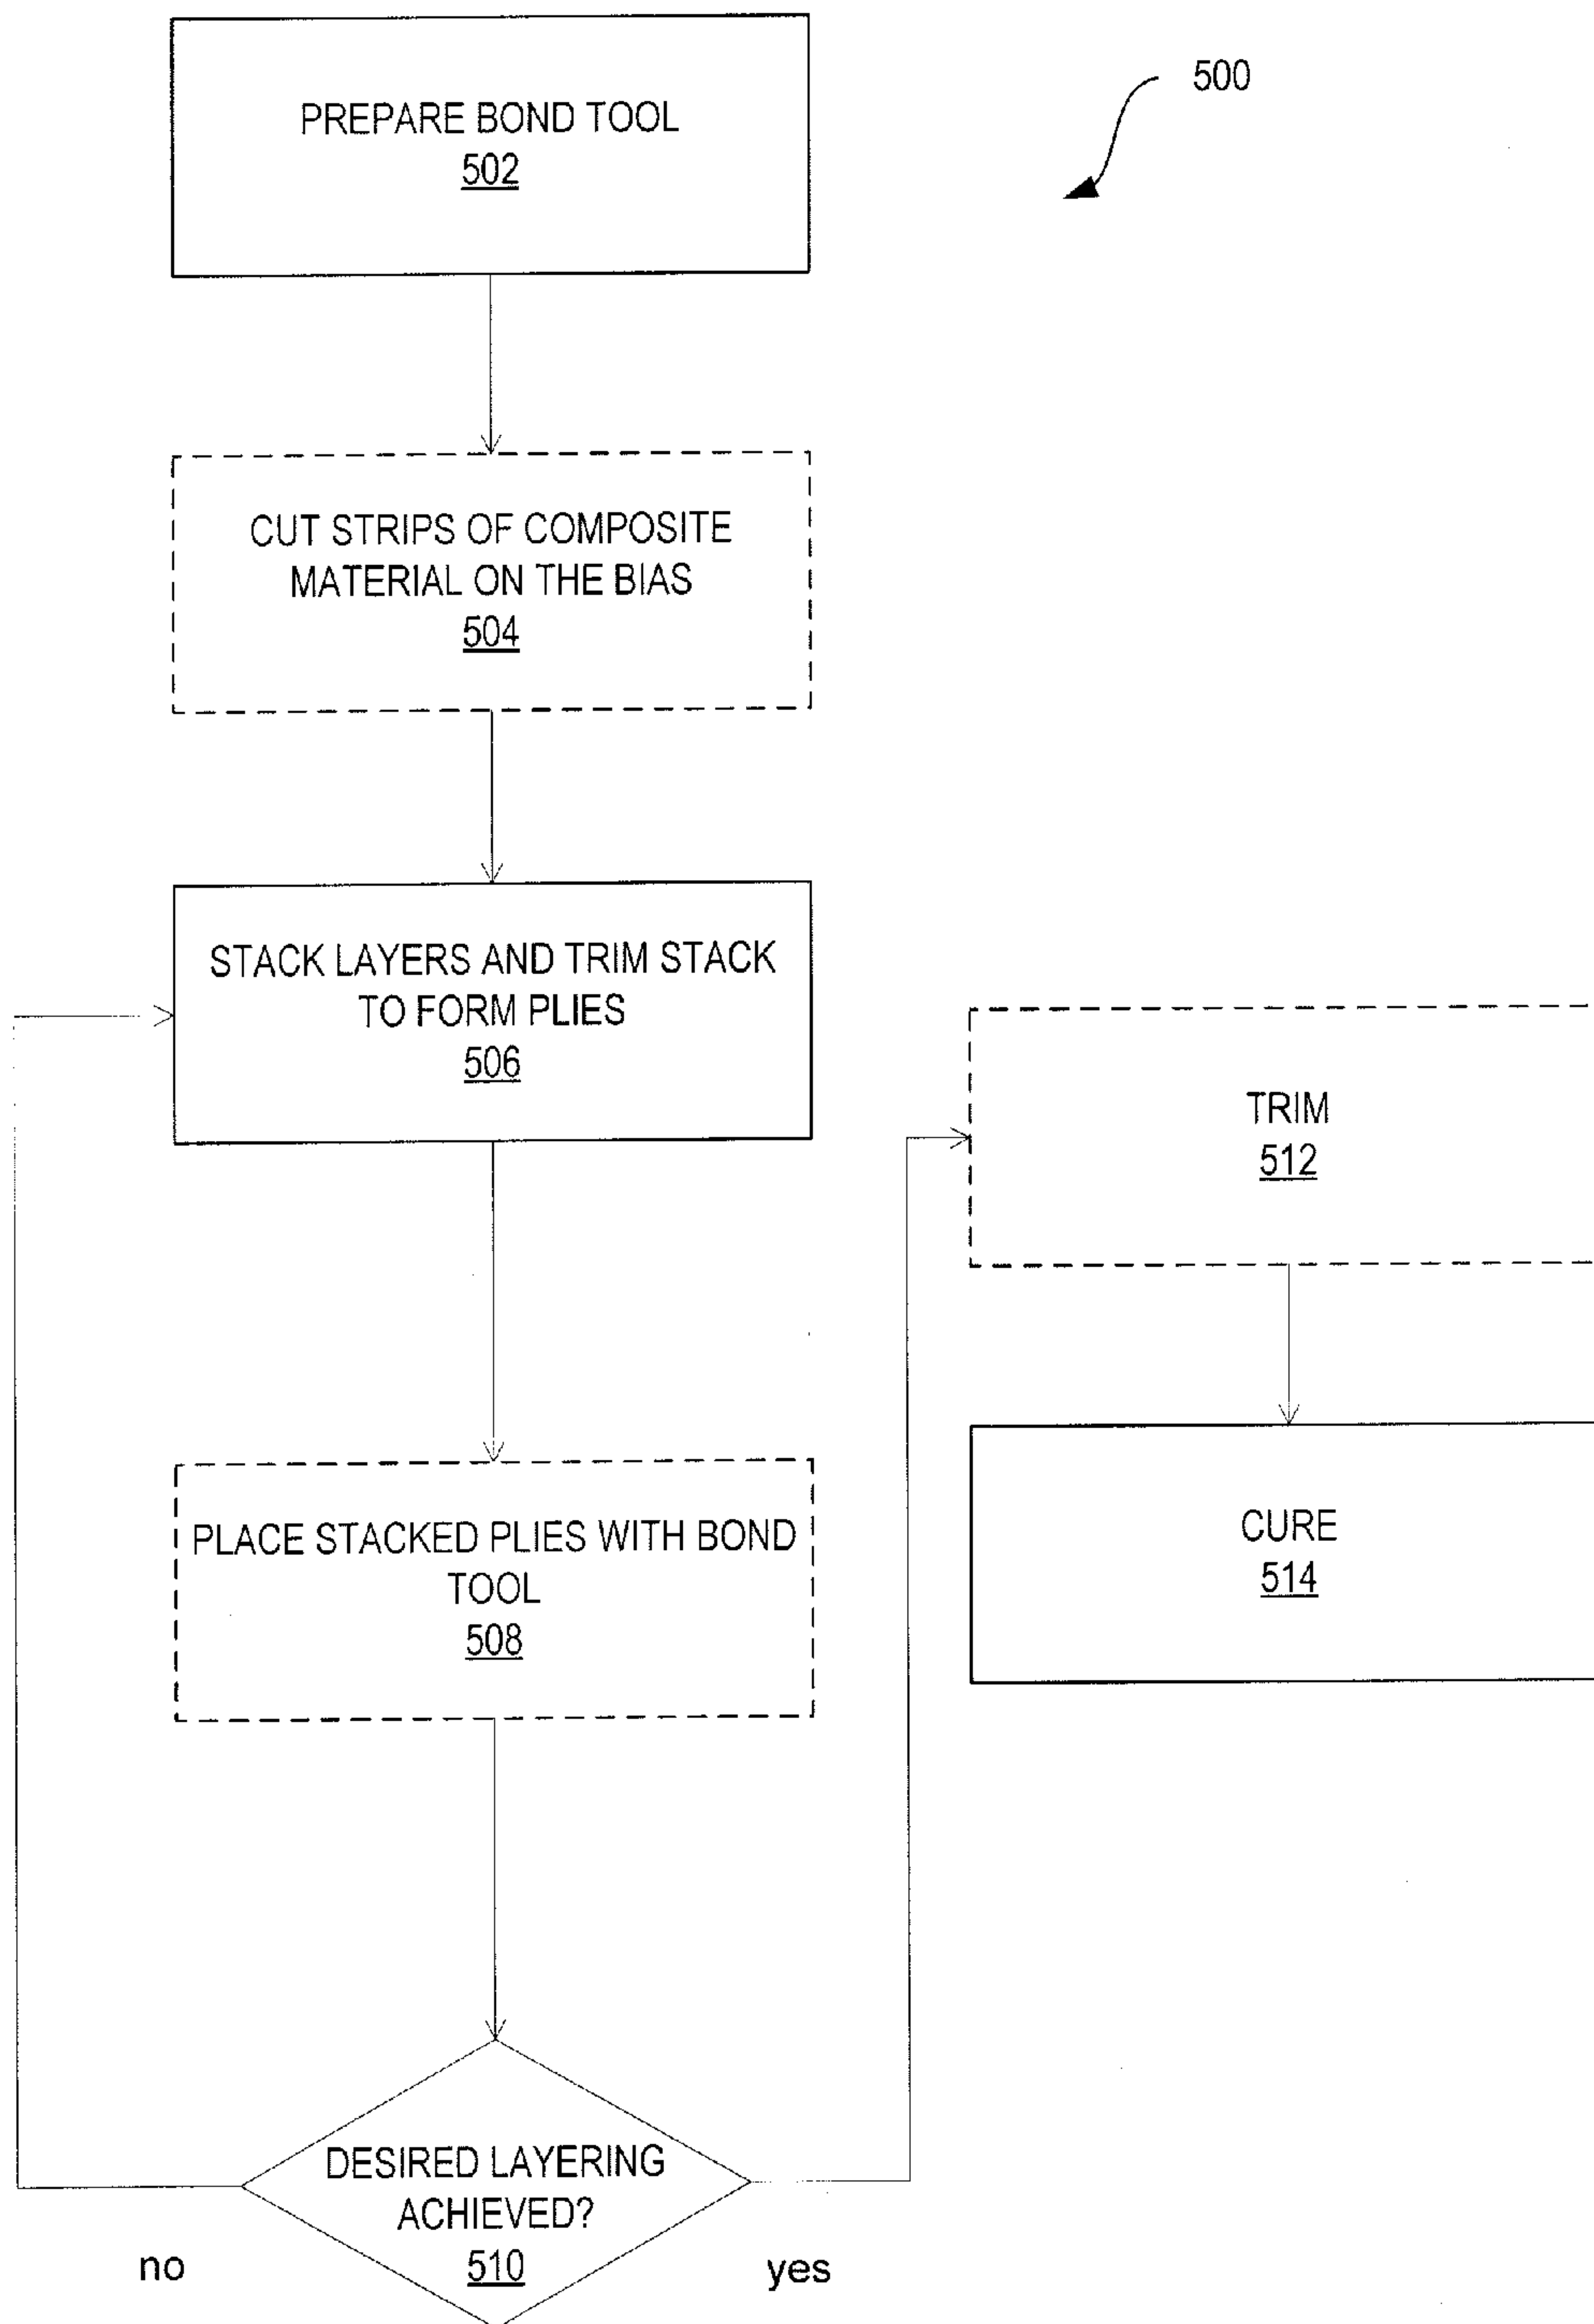 PREPARE BOND TOOL
502
500
CUT STRIPS OF COMPOSITE
MATERIAL ON THE BIAS
504
STACK LAYERS AND TRIM STACK
TO FORM PLIES
506
TRIM
512
PLACE STACKED PLIES WITH BOND
TOOL
508
CURE
514
DESIRED LAYERING
ACHIEVED?
510
no
yes